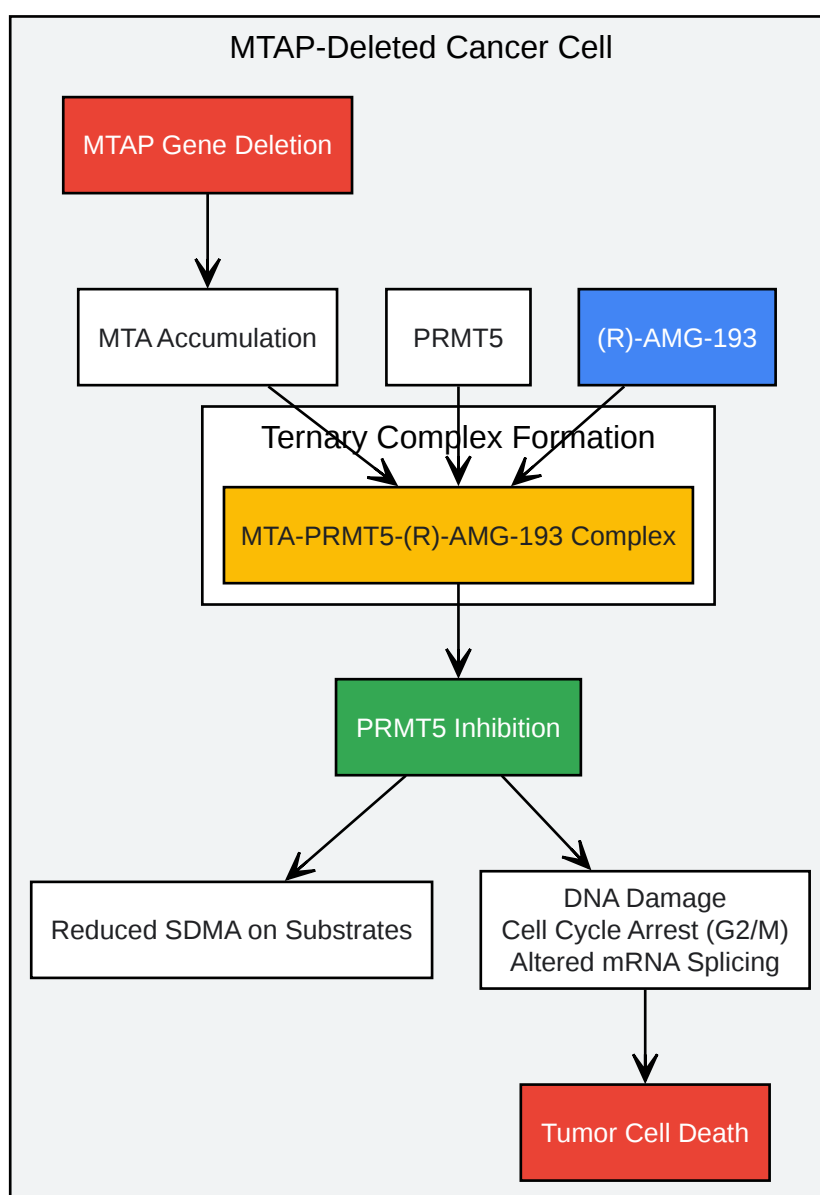 MTAP-Deleted Cancer Cell
MTAP Gene Deletion
MTA Accumulation
PRMT5
(R)-AMG-193
Ternary Complex Formation
MTA-PRMT5-(R)-AMG-193 Complex
PRMT5 Inhibition
Reduced SDMA on Substrates
DNA Damage
Cell Cycle Arrest (G2/M)
Altered mRNA Splicing
Tumor Cell Death